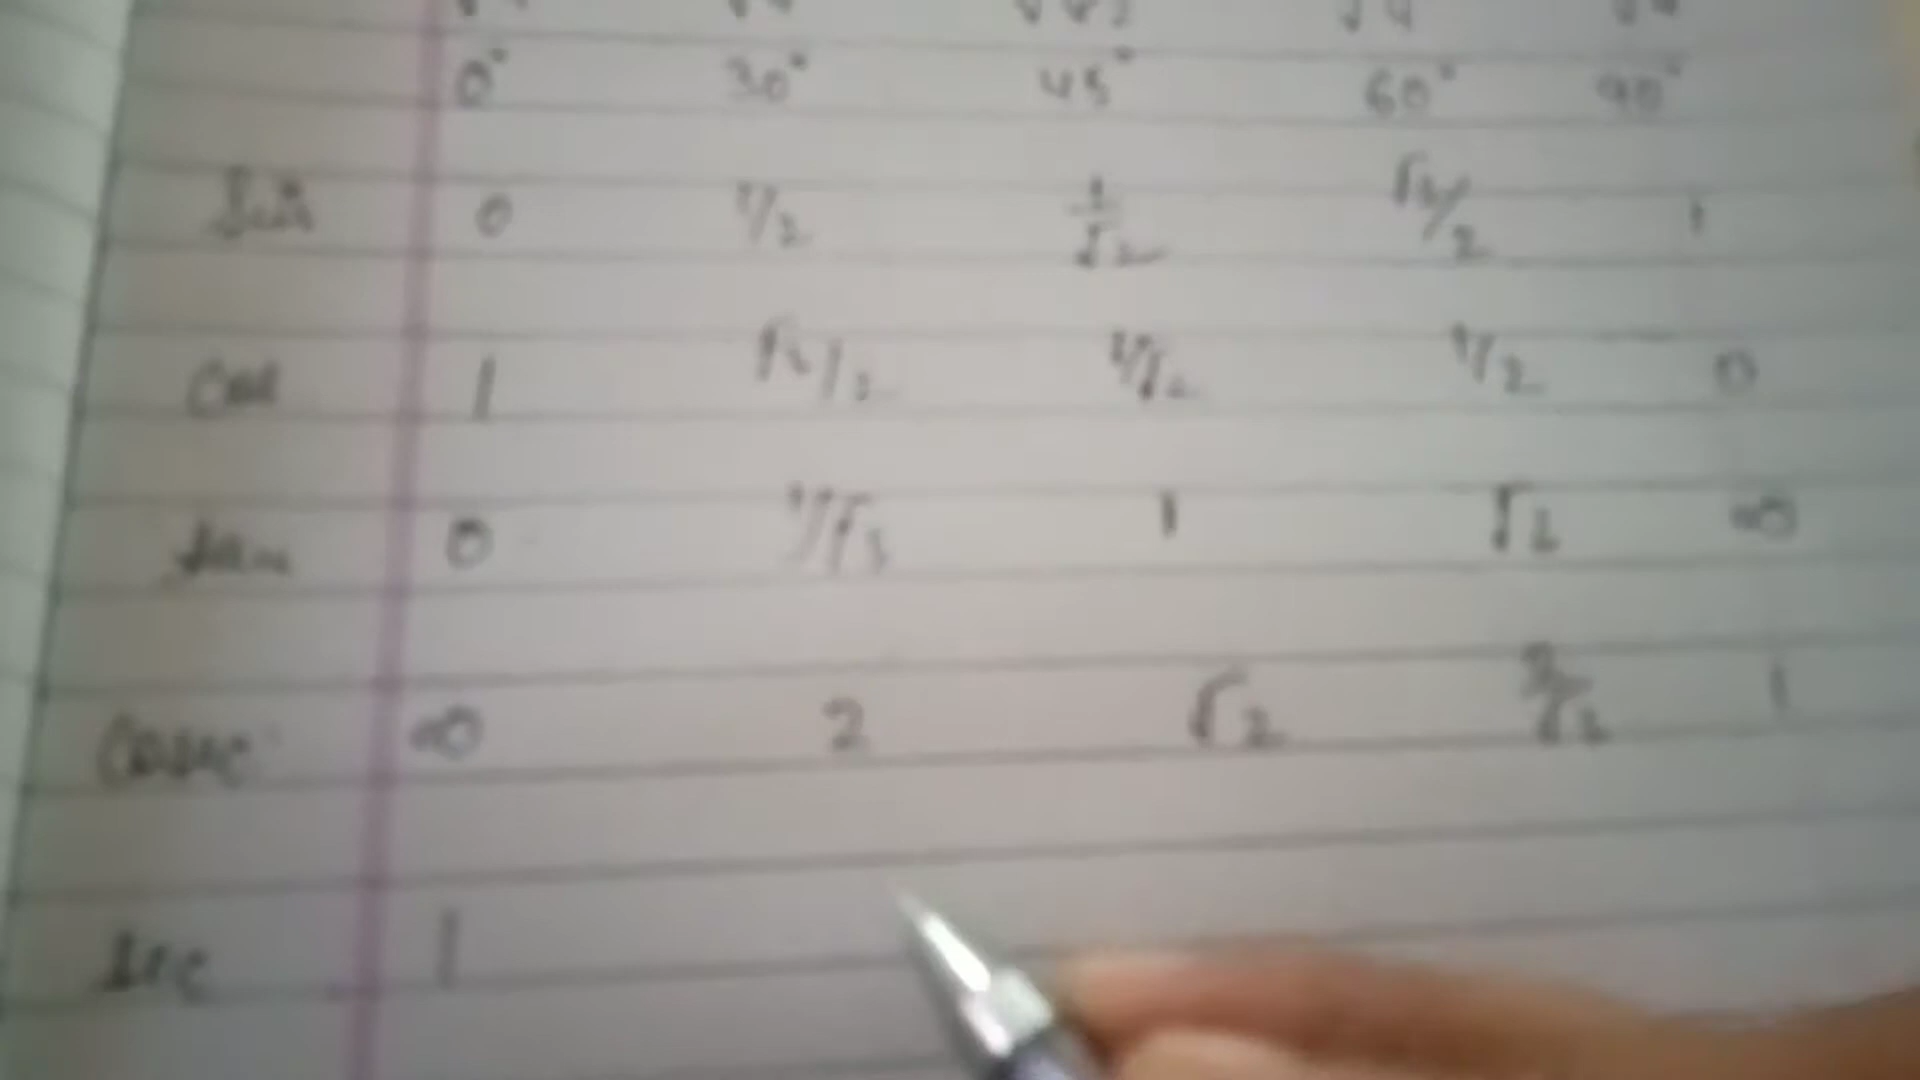 0° 30° 45° 60° 90°
Sin 0 1/2 1/√2 √3/2 1
Cos 1 √3/2 1/√2 1/2 0
tan 0 1/√3 1 √3 ∞
Cosec ∞ 2 √2 2/√3 1
Sec 1